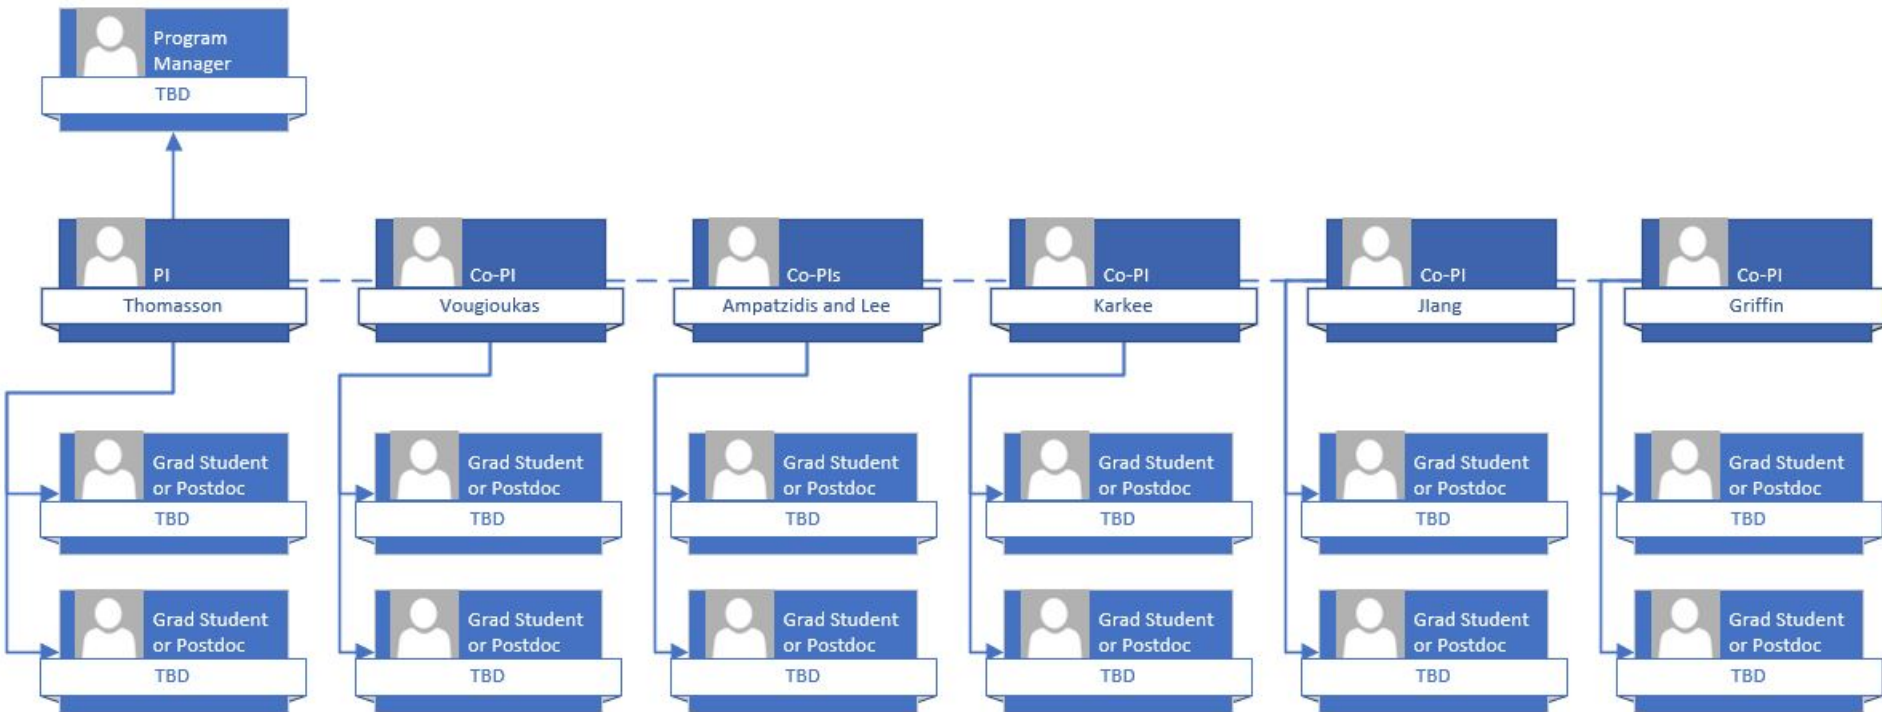 Program
Manager
TBD
PI
Thomasson
Co-PI
Vougioukas
Co-PIs
Ampatzidis and Lee
Co-PI
Karkee
Co-PI
JIang
Co-PI
Griffin
Grad Student
or Postdoc
TBD
Grad Student
or Postdoc
TBD
Grad Student
or Postdoc
TBD
Grad Student
or Postdoc
TBD
Grad Student
or Postdoc
TBD
Grad Student
or Postdoc
TBD
Grad Student
or Postdoc
TBD
Grad Student
or Postdoc
TBD
Grad Student
or Postdoc
TBD
Grad Student
or Postdoc
TBD
Grad Student
or Postdoc
TBD
Grad Student
or Postdoc
TBD